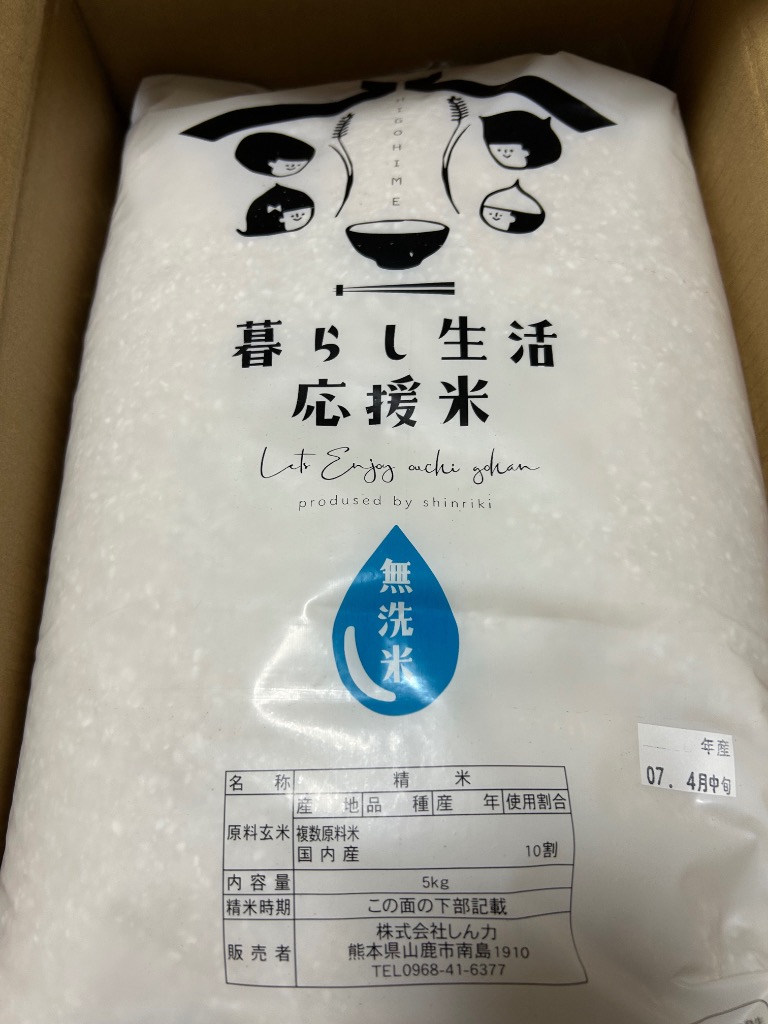 HINOHIME
暮らし生活
応援米
Let's Enjoy ouchi gohan
prodused by shinriki
無洗米
年産
07. 4月中旬
名 称 精 米
原料玄米 産 地 品 種 産 年 使用割合
複数原料米
国内産 10割
内容量 5kg
精米時期 この面の下部記載
販売者 株式会社しん力
熊本県山鹿市南島1910
TEL0968-41-6377